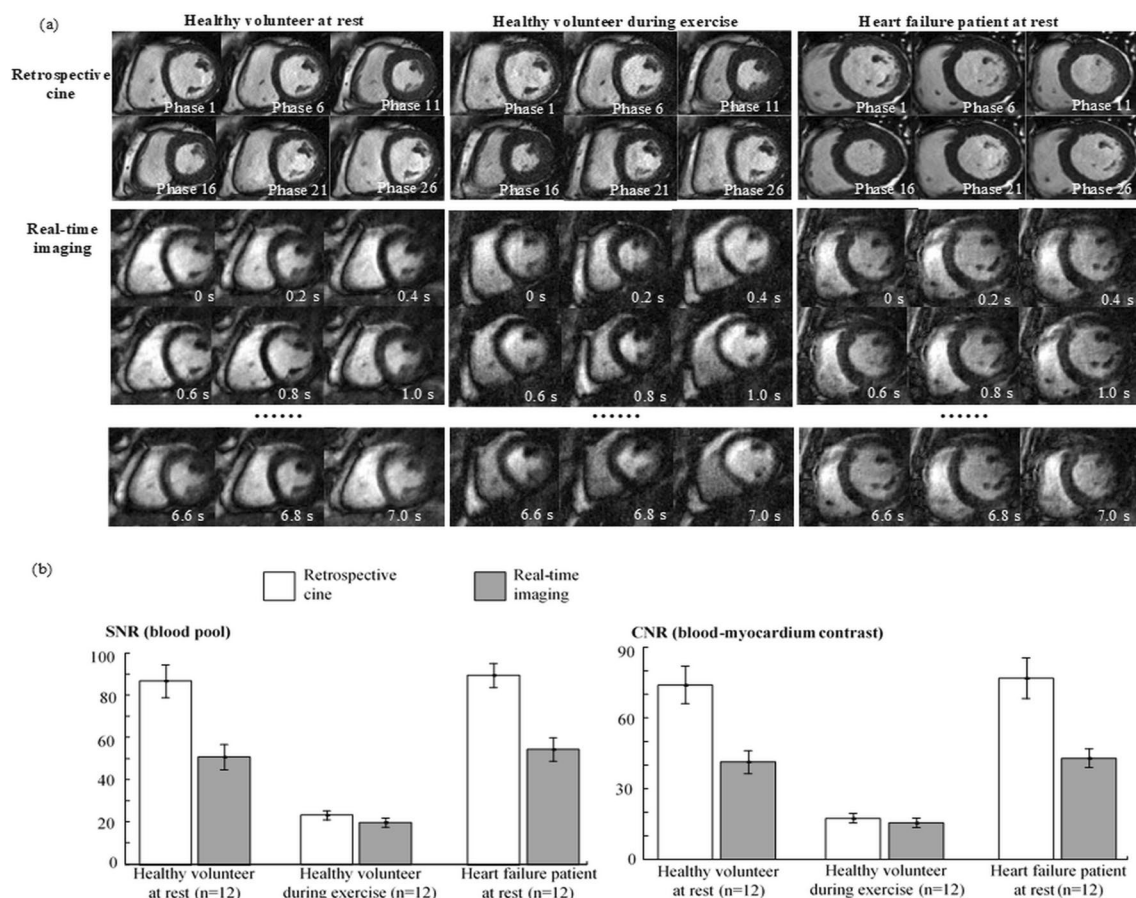 (a)
Healthy volunteer at rest
Healthy volunteer during exercise
Heart failure patient at rest
Retrospective
cine
Phase 1
Phase 6
Phase 11
Phase 1
Phase 6
Phase 11
Phase 1
Phase 6
Phase 11
Phase 16
Phase 21
Phase 26
Phase 16
Phase 21
Phase 26
Phase 16
Phase 21
Phase 26
Real-time
imaging
0 s
0.2 s
0.4 s
0 s
0.2 s
0.4 s
0 s
0.2 s
0.4 s
0.6 s
0.8 s
1.0 s
0.6 s
0.8 s
1.0 s
0.6 s
0.8 s
1.0 s
......
......
......
6.6 s
6.8 s
7.0 s
6.6 s
6.8 s
7.0 s
6.6 s
6.8 s
7.0 s
(b)
Retrospective
cine
Real-time
imaging
SNR (blood pool)
100
80
60
40
20
0
Healthy volunteer
at rest (n=12)
Healthy volunteer
during exercise (n=12)
Heart failure patient
at rest (n=12)
CNR (blood-myocardium contrast)
90
60
30
0
Healthy volunteer
at rest (n=12)
Healthy volunteer
during exercise (n=12)
Heart failure patient
at rest (n=12)